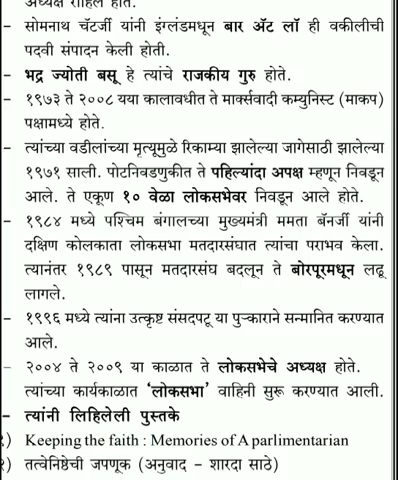 अध्यक्ष राहिले होते.
– सोमनाथ चॅटर्जी यांनी इंग्लंडमधून बार ॲट लॉ ही वकीलीची
पदवी संपादन केली होती.
– भद्र ज्योती बसू हे त्यांचे राजकीय गुरु होते.
– १९७३ ते २००८ यया कालावधीत ते मार्क्सवादी कम्युनिस्ट (माकप)
पक्षामध्ये होते.
– त्यांच्या वडीलांच्या मृत्यूमुळे रिकाम्या झालेल्या जागेसाठी झालेल्या
१९७१ साली. पोटनिवडणुकीत ते पहिल्यांदा अपक्ष म्हणून निवडून
आले. ते एकूण १० वेळा लोकसभेवर निवडून आले होते.
– १९८४ मध्ये पश्चिम बंगालच्या मुख्यमंत्री ममता बॅनर्जी यांनी
दक्षिण कोलकाता लोकसभा मतदारसंघात त्यांचा पराभव केला.
त्यानंतर १९८९ पासून मतदारसंघ बदलून ते बोरपूरमधून लढू
लागले.
– १९९६ मध्ये त्यांना उत्कृष्ट संसदपटू या पुऱ्काराने सन्मानित करण्यात
आले.
– २००४ ते २००९ या काळात ते लोकसभेचे अध्यक्ष होते.
त्यांच्या कार्यकाळात 'लोकसभा' वाहिनी सुरू करण्यात आली.
– त्यांनी लिहिलेली पुस्तके
१) Keeping the faith : Memories of A parlimentarian
२) तत्वेनिष्ठेची जपणूक (अनुवाद – शारदा साठे)